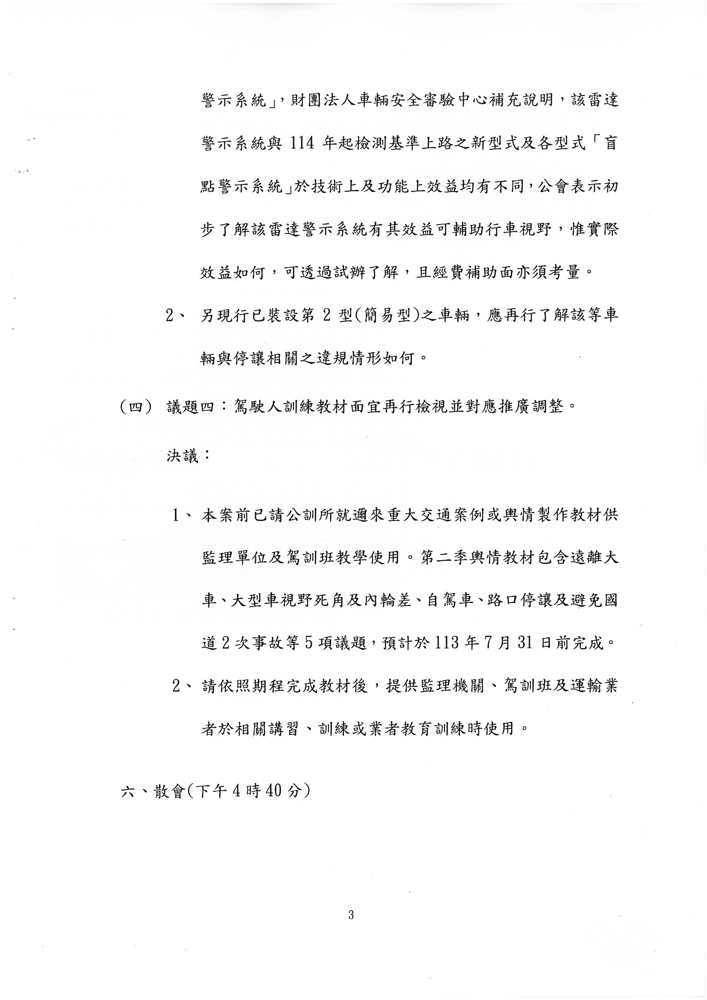 警示系統」，財團法人車輛安全審驗中心補充說明，該雷達
警示系統與 114 年起檢測基準上路之新型式及各型式「盲
點警示系統」於技術上及功能上效益均有不同，公會表示初
步了解該雷達警示系統有其效益可輔助行車視野，惟實際
效益如何，可透過試辦了解，且經費補助面亦須考量。
2、 另現行已裝設第 2 型(簡易型)之車輛，應再行了解該等車
輛與停讓相關之違規情形如何。
(四) 議題四：駕駛人訓練教材面宜再行檢視並對應推廣調整。
決議：
1、 本案前已請公訓所就邇來重大交通案例或輿情製作教材供
監理單位及駕訓班教學使用。第二季輿情教材包含遠離大
車、大型車視野死角及內輪差、自駕車、路口停讓及避免國
道 2 次事故等 5 項議題，預計於 113 年 7 月 31 日前完成。
2、 請依照期程完成教材後，提供監理機關、駕訓班及運輸業
者於相關講習、訓練或業者教育訓練時使用。
六、散會(下午 4 時 40 分)
3